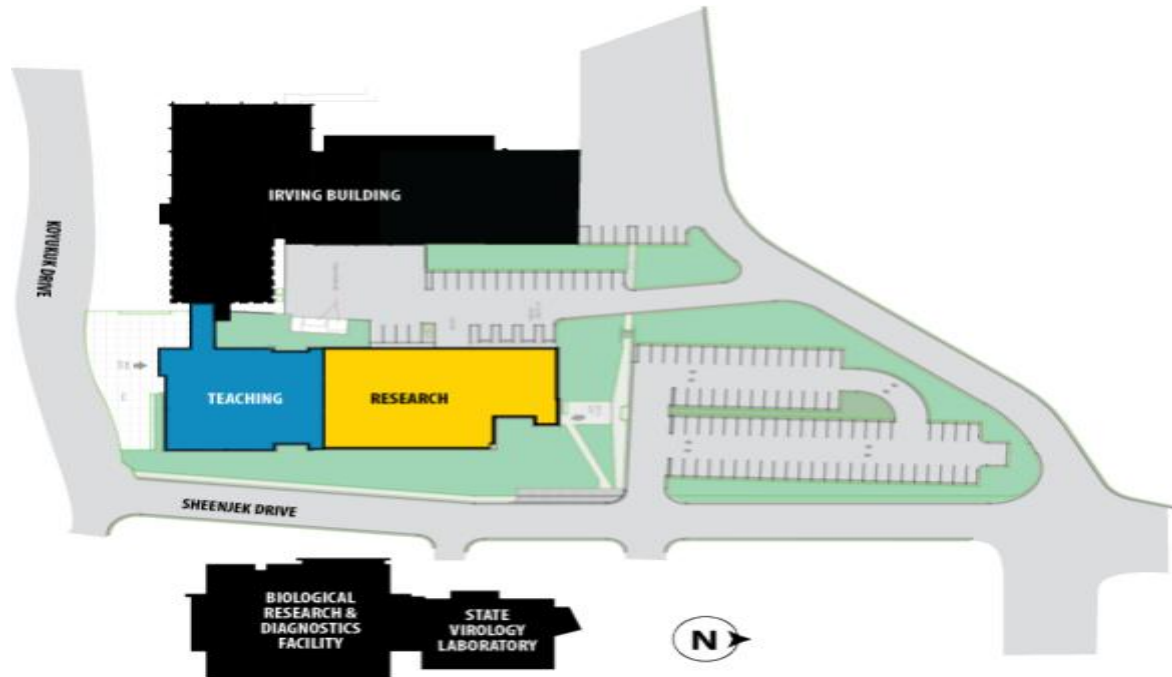 IRVING BUILDING
KOYUKUK DRIVE
TEACHING
RESEARCH
SHEENJEK DRIVE
BIOLOGICAL
RESEARCH &
DIAGNOSTICS
FACILITY
STATE
VIROLOGY
LABORATORY
N